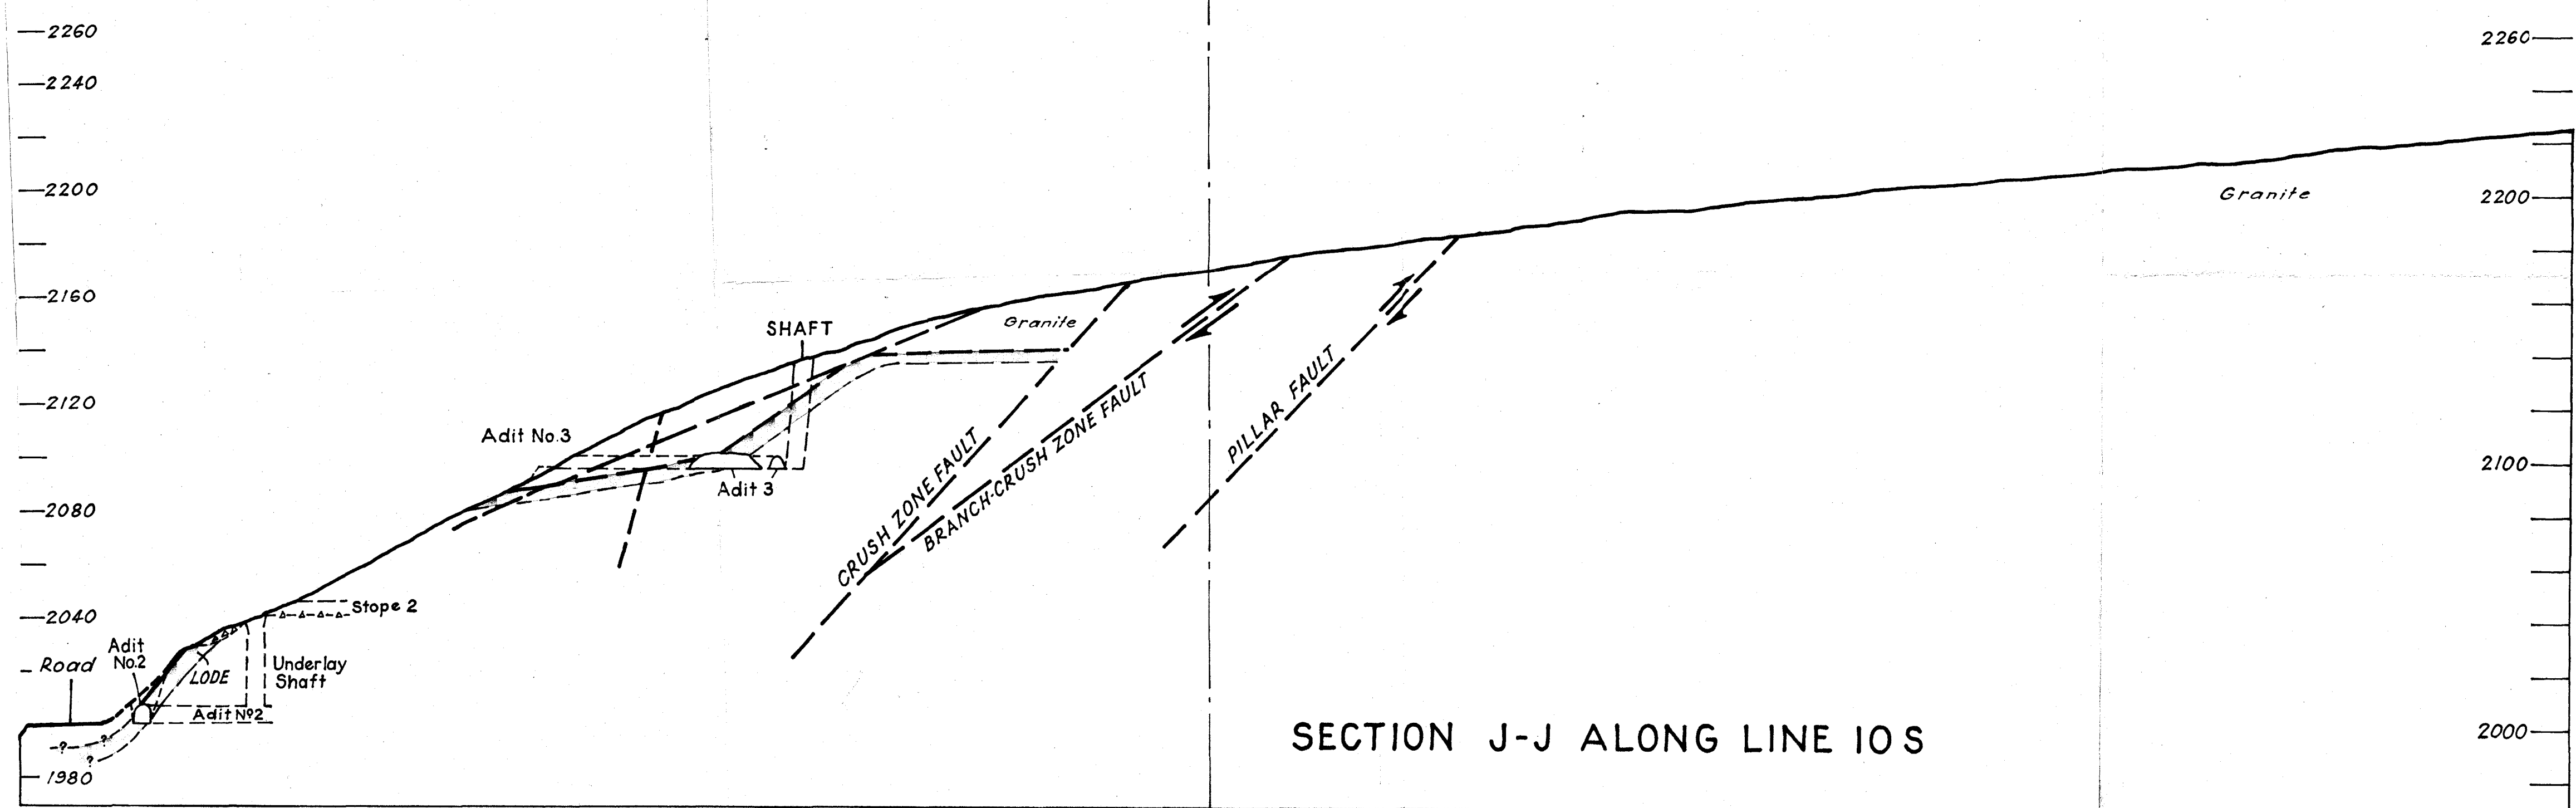 2260
2260
2240
2200
Granite
2200
2160
Granite
SHAFT
2120
Adit No.3
2100
Adit 3
2080
CRUSH ZONE FAULT
BRANCH-CRUSH ZONE FAULT
PILLAR FAULT
Stope 2
2040
Adit
No.2
Road
LODE
Underlay
Shaft
Adit Nº2
SECTION J-J ALONG LINE 10 S
2000
?
?
?
1980